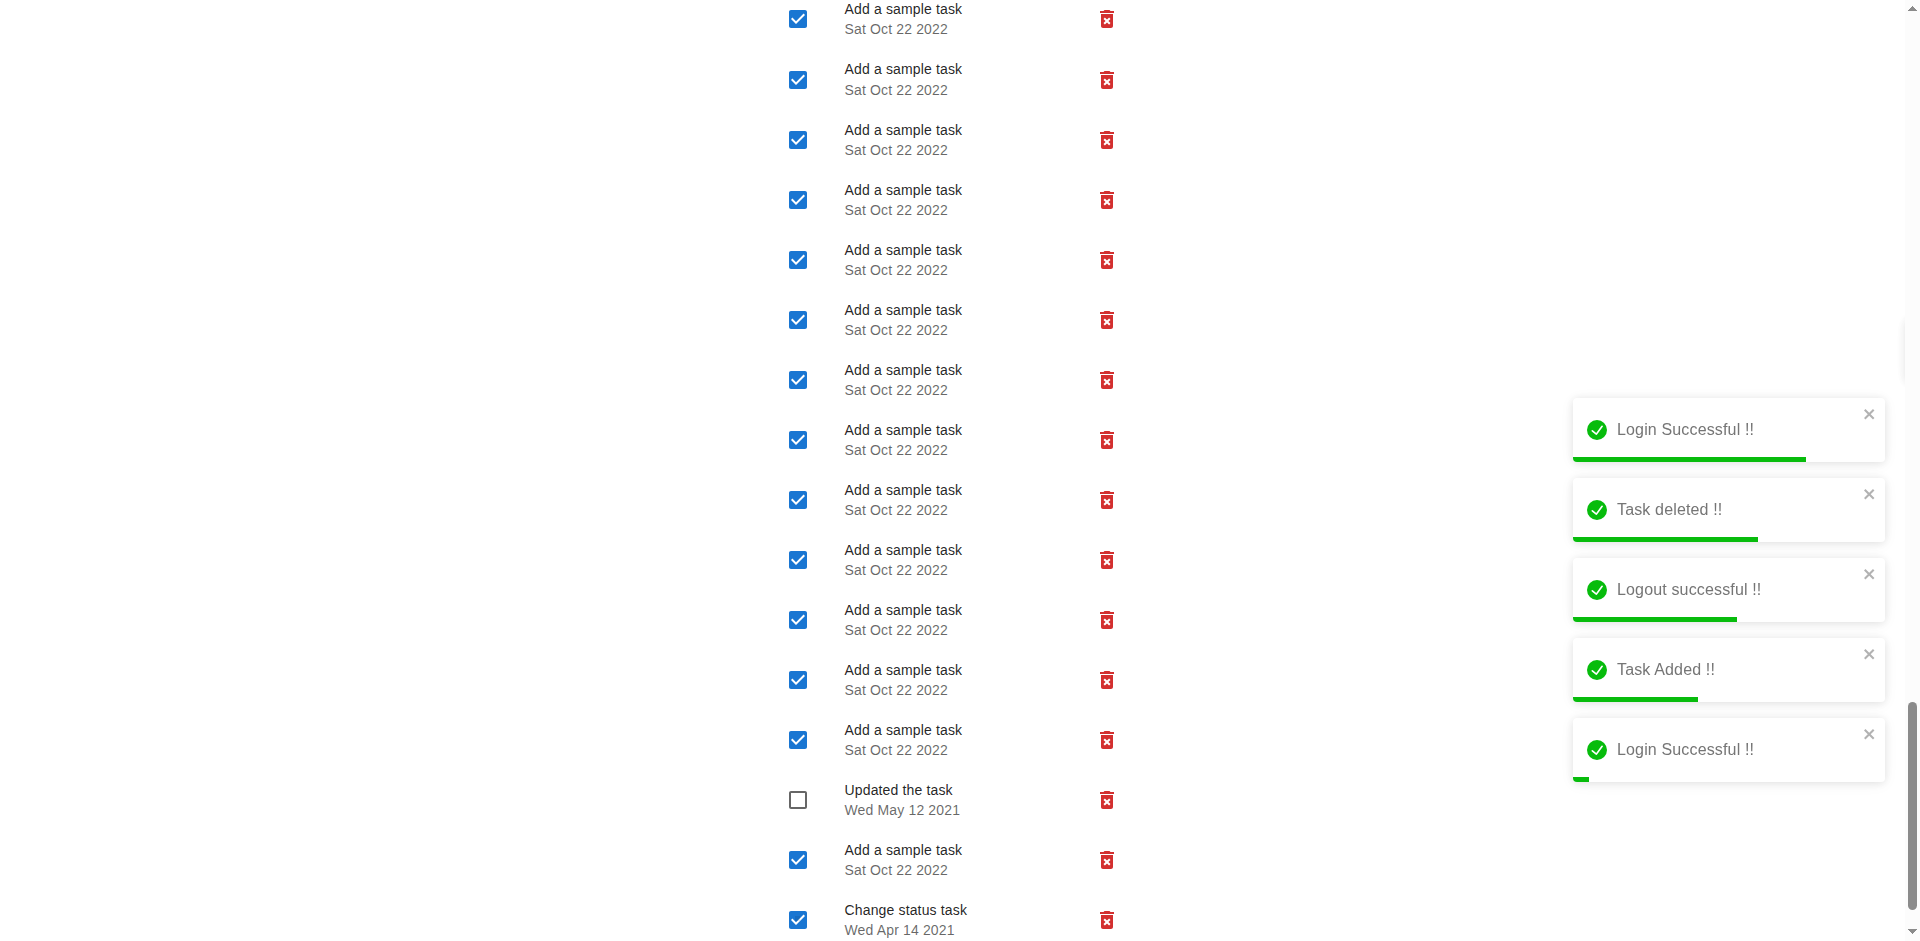 Add a sample task
Sat Oct 22 2022
Add a sample task
Sat Oct 22 2022
Add a sample task
Sat Oct 22 2022
Add a sample task
Sat Oct 22 2022
Add a sample task
Sat Oct 22 2022
Add a sample task
Sat Oct 22 2022
Add a sample task
Sat Oct 22 2022
Add a sample task
Sat Oct 22 2022
Add a sample task
Sat Oct 22 2022
Add a sample task
Sat Oct 22 2022
Add a sample task
Sat Oct 22 2022
Add a sample task
Sat Oct 22 2022
Add a sample task
Sat Oct 22 2022
Updated the task
Wed May 12 2021
Add a sample task
Sat Oct 22 2022
Change status task
Wed Apr 14 2021
Login Successful !!
Task deleted !!
Logout successful !!
Task Added !!
Login Successful !!